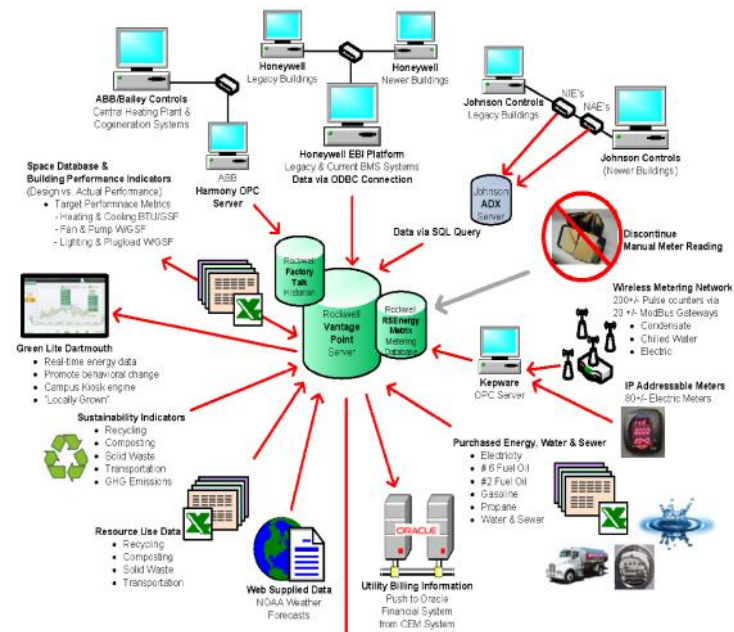 ABB/Bailey Controls
Central Heating Plant &
Cogeneration Systems
Honeywell
Legacy Buildings
Honeywell
Newer Buildings
Honeywell EBI Platform
Legacy & Current BMS Systems
Data via ODBC Connection
Johnson Controls
Legacy Buildings
NIE's
NAE's
Johnson Controls
(Newer Buildings)
ABB
Harmony OPC
Server
Johnson
ADX
Server
Space Database &
Building Performance Indicators
(Design vs. Actual Performance)
• Target Perfromnace Metrics
- Heating & Cooling BTU/GSF
- Fan & Pump W/GSF
- Lighting & Plugload W/GSF
Data via SQL Query
Discontinue
Manual Meter Reading
Rockwell
Factory
Talk
Historian
Rockwell
Vantage
Point
Server
Rockwell
RSEnergy
Metrix
Metering
Database
Wireless Metering Network
200+/- Pulse counters via
20 +/- ModBus Gateways
• Condensate
• Chilled Water
• Electric
Kepware
OPC Server
IP Addressable Meters
80+/- Electric Meters
Green Lite Dartmouth
• Real-time energy data
• Promote behavioral change
• Campus Kiosk engine
• "Locally Grown"
Sustainability Indicators
• Recycling
• Composting
• Solid Waste
• Transportation
• GHG Emissions
Purchased Energy, Water & Sewer
• Electricity
• #6 Fuel Oil
• #2 Fuel Oil
• Gasoline
• Propane
• Water & Sewer
Resource Use Data
• Recycling
• Composting
• Solid Waste
• Transportation
Web Supplied Data
NOAA Weather
Forecasts
ORACLE
Utility Billing Information
Push to Oracle
Financial System
from CEM System